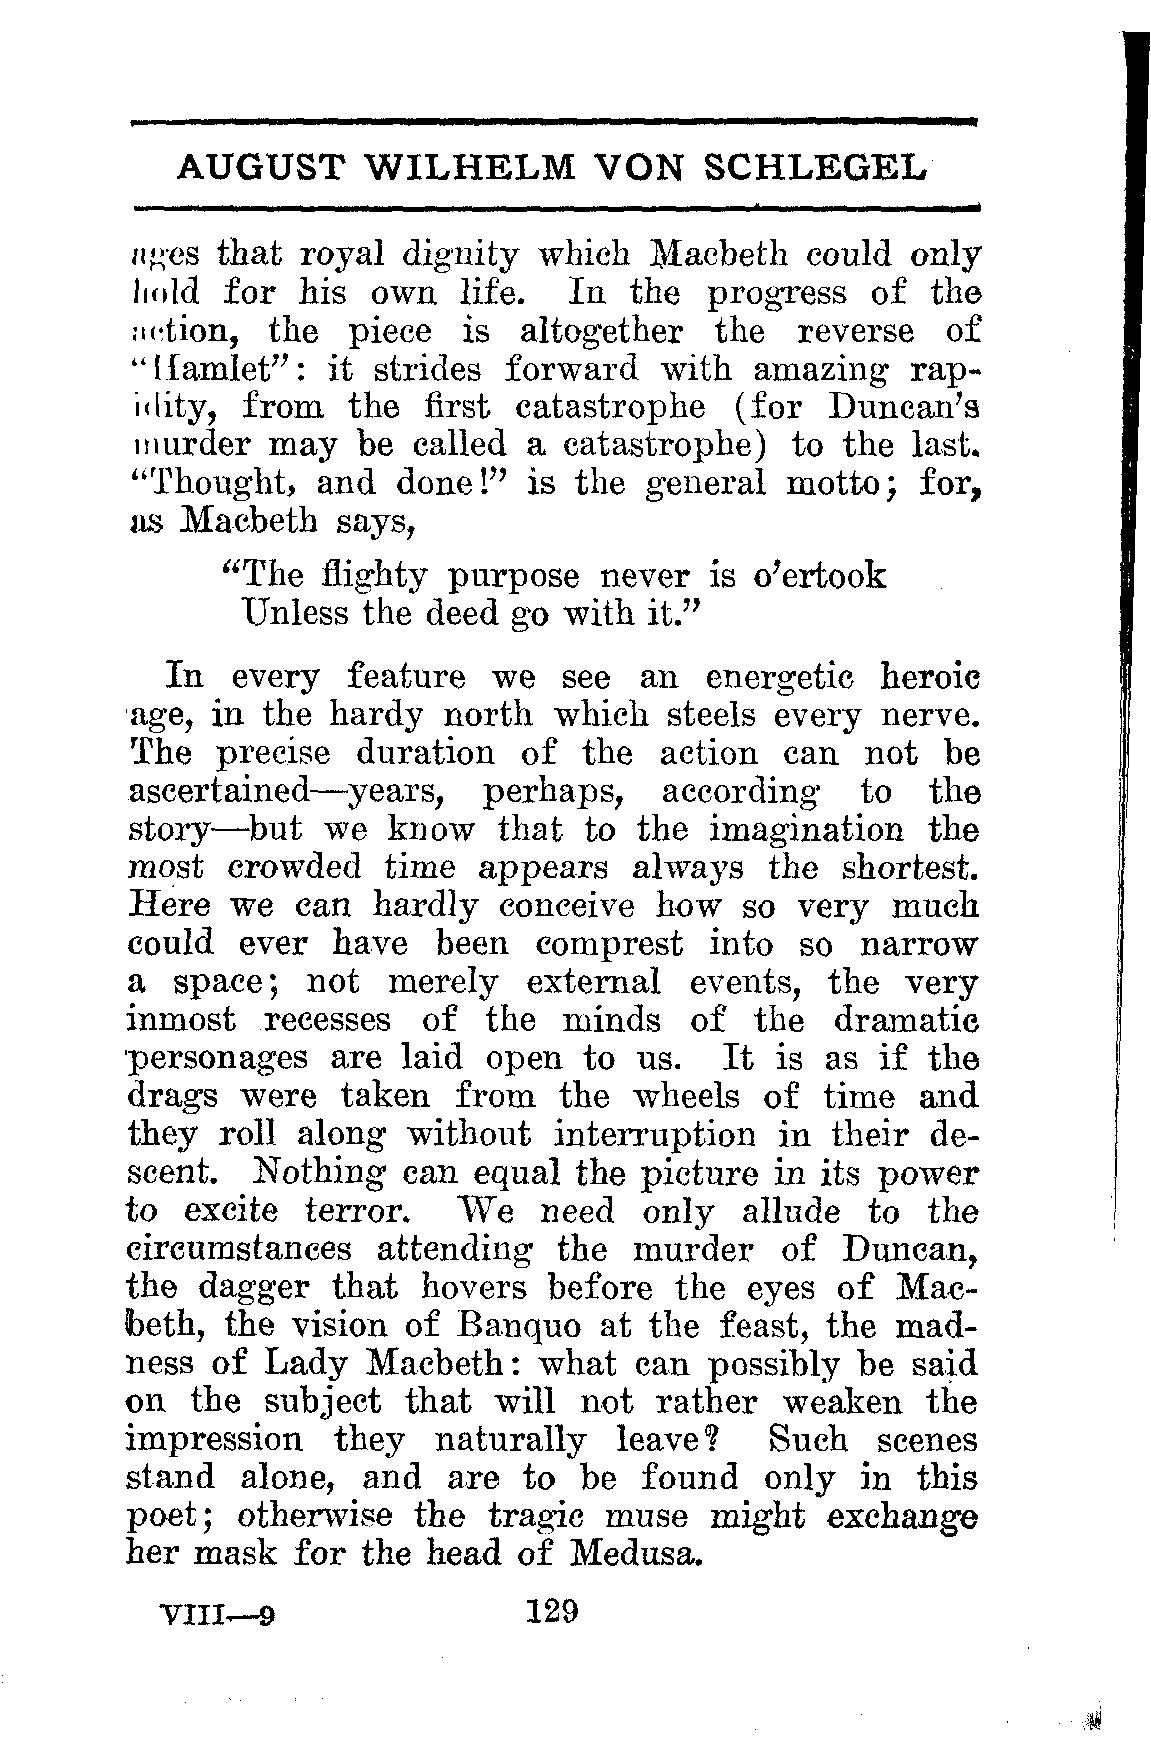 AUGUST WILHELM VON SCHLEGEL
ages that royal dignity which Macbeth could only
hold for his own life. In the progress of the
action, the piece is altogether the reverse of
“Hamlet”: it strides forward with amazing rap-
idity, from the first catastrophe (for Duncan’s
murder may be called a catastrophe) to the last.
“Thought, and done!” is the general motto; for,
as Macbeth says,
“The flighty purpose never is o’ertook
Unless the deed go with it.”
In every feature we see an energetic heroic
age, in the hardy north which steels every nerve.
The precise duration of the action can not be
ascertained—years, perhaps, according to the
story—but we know that to the imagination the
most crowded time appears always the shortest.
Here we can hardly conceive how so very much
could ever have been comprest into so narrow
a space; not merely external events, the very
inmost recesses of the minds of the dramatic
personages are laid open to us. It is as if the
drags were taken from the wheels of time and
they roll along without interruption in their de-
scent. Nothing can equal the picture in its power
to excite terror. We need only allude to the
circumstances attending the murder of Duncan,
the dagger that hovers before the eyes of Mac-
beth, the vision of Banquo at the feast, the mad-
ness of Lady Macbeth: what can possibly be said
on the subject that will not rather weaken the
impression they naturally leave? Such scenes
stand alone, and are to be found only in this
poet; otherwise the tragic muse might exchange
her mask for the head of Medusa.
VIII—9 129